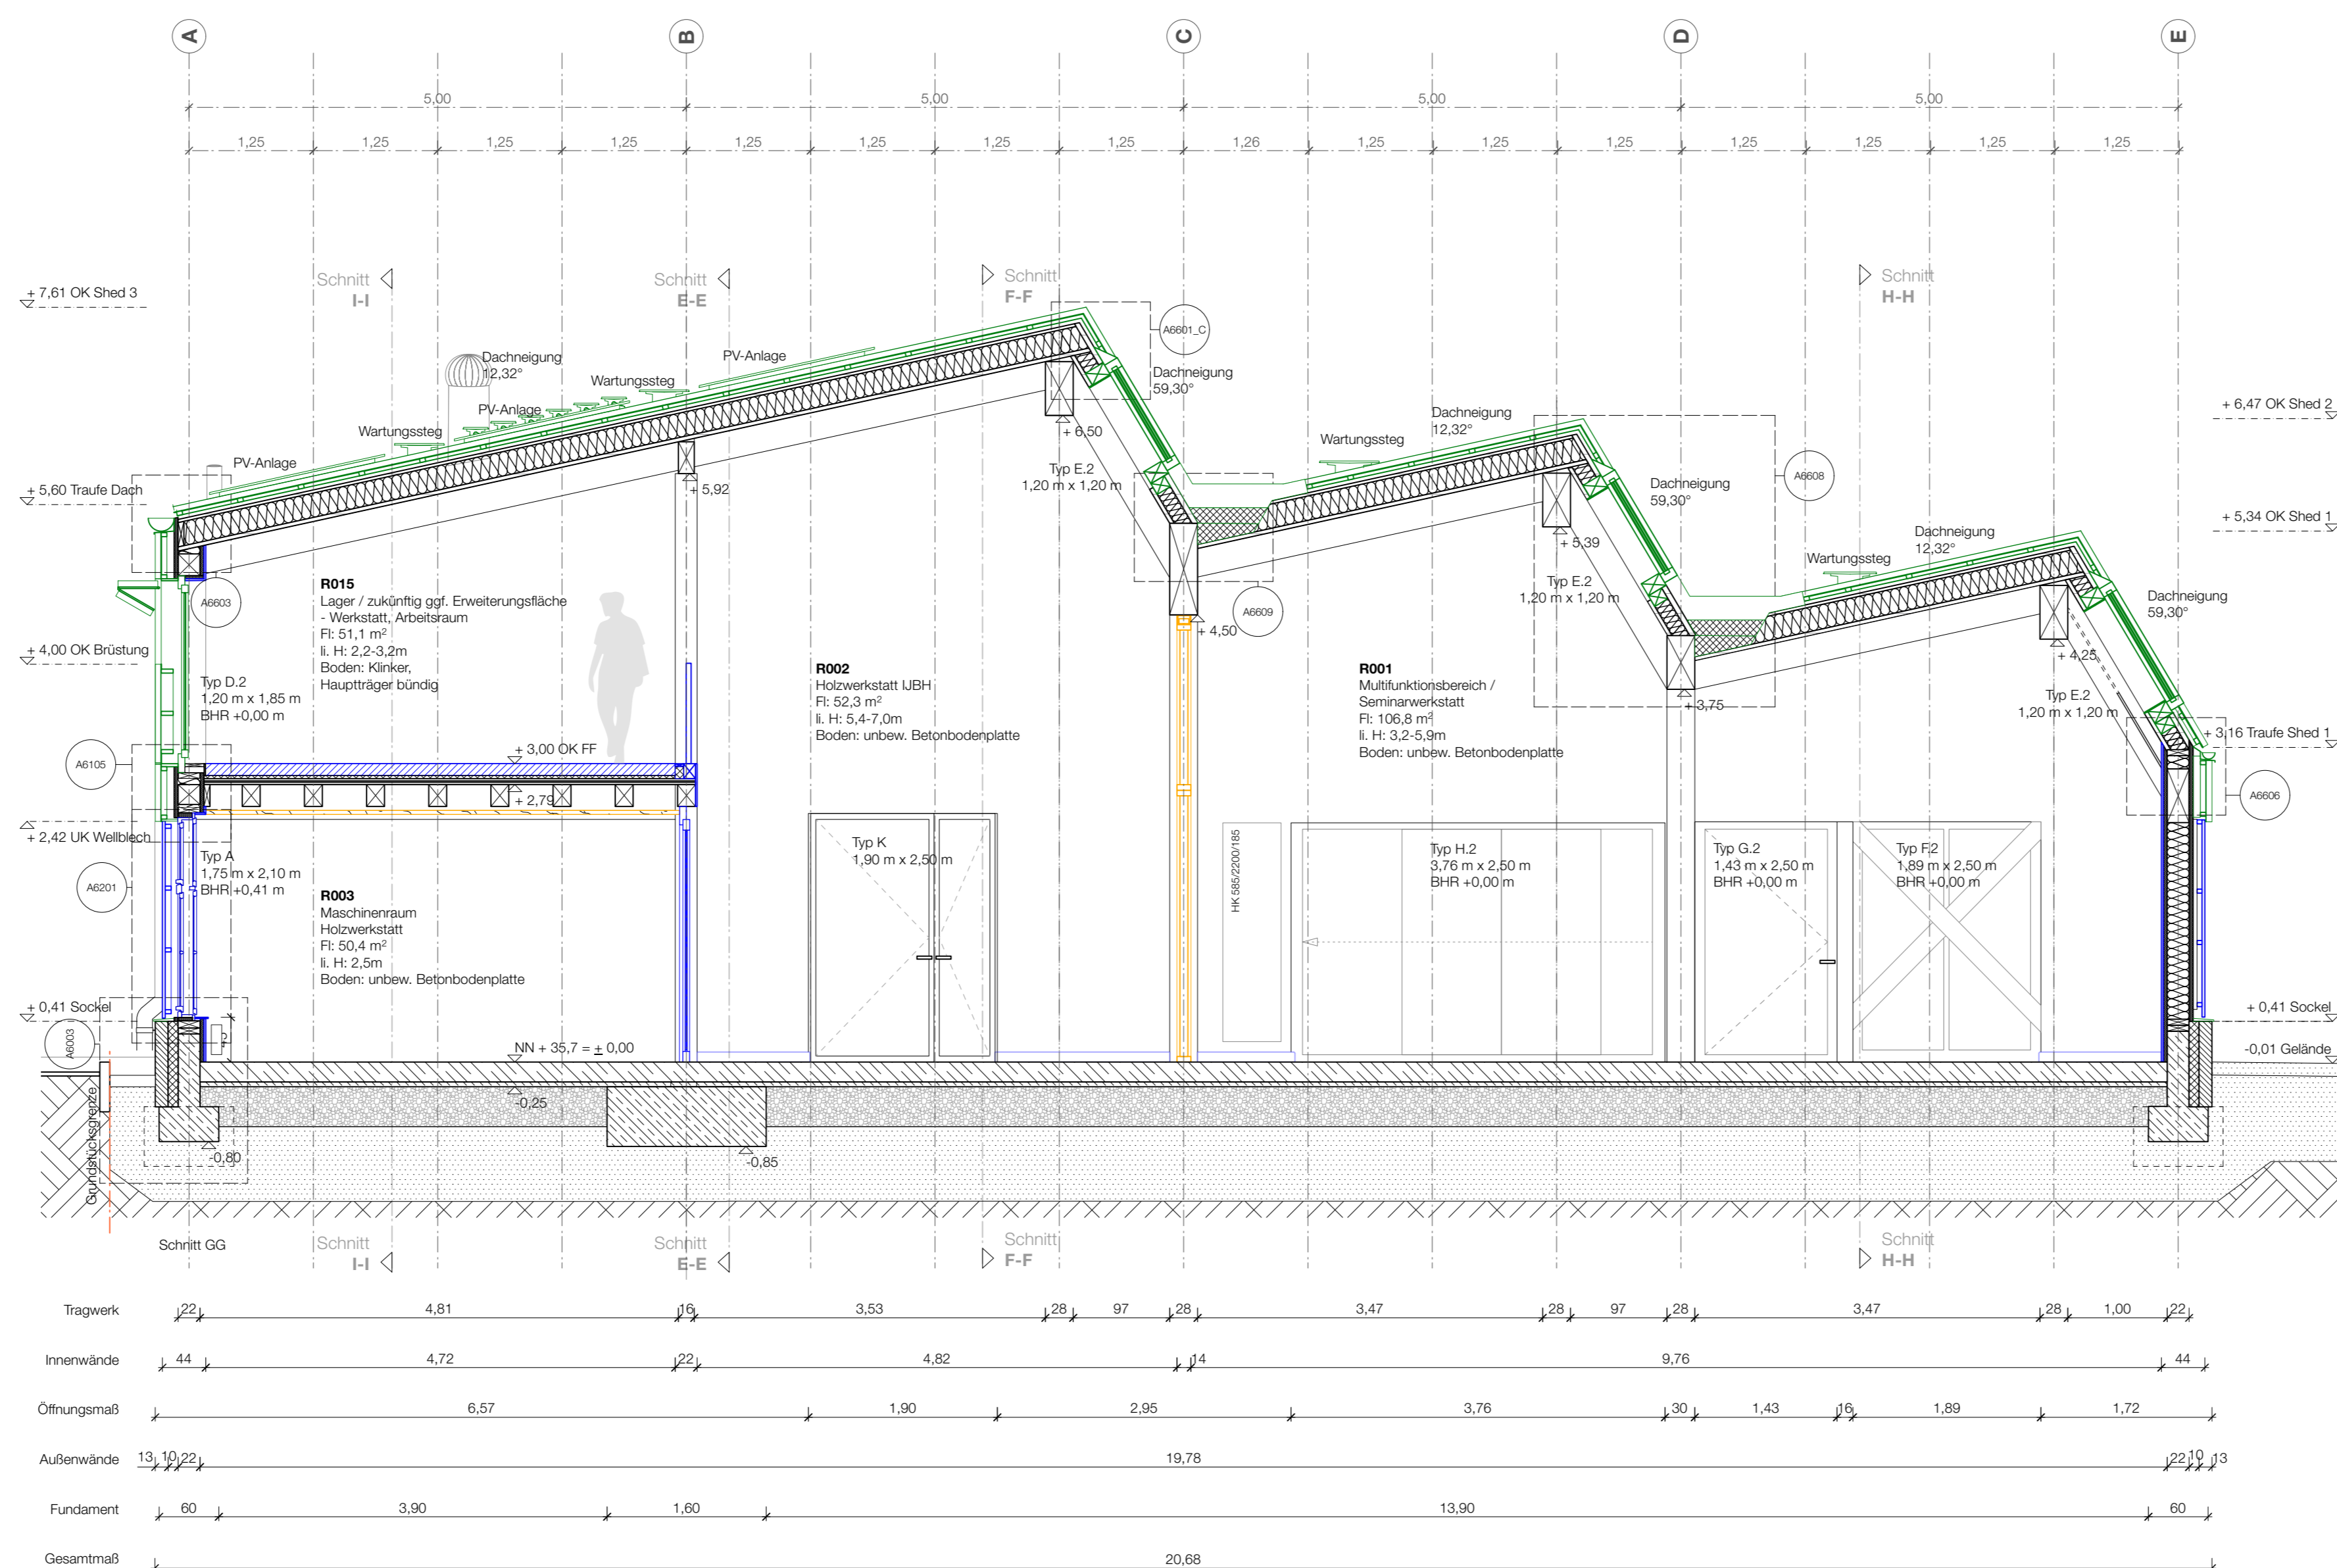 A B C D E
5,00 5,00 5,00 5,00
1,25 1,25 1,25 1,25 1,25 1,25 1,25 1,25 1,26 1,25 1,25 1,25 1,25 1,25 1,25 1,25
Schnitt
I-I
Schnitt
E-E
Schnitt
F-F
Schnitt
H-H
+ 7,61 OK Shed 3
A6601_C
Dachneigung
12,32°
PV-Anlage
Wartungssteg
PV-Anlage
Wartungssteg
PV-Anlage
Dachneigung
59,30°
+ 6,47 OK Shed 2
Dachneigung
12,32°
Wartungssteg
+ 6,50
Typ E.2
1,20 m x 1,20 m
+ 5,60 Traufe Dach
+ 5,92
Dachneigung
59,30°
A6608
+ 5,34 OK Shed 1
Dachneigung
12,32°
Wartungssteg
+ 5,39
Typ E.2
1,20 m x 1,20 m
A6603
A6609
+ 4,50
Dachneigung
59,30°
R015
Lager / zukünftig ggf. Erweiterungsfläche
- Werkstatt, Arbeitsraum
Fl: 51,1 m²
li. H: 2,2-3,2m
Boden: Klinker,
Hauptträger bündig
+ 4,00 OK Brüstung
Typ D.2
1,20 m x 1,85 m
BHR +0,00 m
R002
Holzwerkstatt IJBH
Fl: 52,3 m²
li. H: 5,4-7,0m
Boden: unbew. Betonbodenplatte
R001
Multifunktionsbereich /
Seminarwerkstatt
Fl: 106,8 m²
li. H: 3,2-5,9m
Boden: unbew. Betonbodenplatte
+ 4,25
Typ E.2
1,20 m x 1,20 m
+ 3,75
+ 3,16 Traufe Shed 1
A6105
+ 3,00 OK FF
+ 2,79
A6606
+ 2,42 UK Wellblech
A6201
Typ A
1,75 m x 2,10 m
BHR +0,41 m
Typ K
1,90 m x 2,50 m
HK 585/2200/185
Typ H.2
3,76 m x 2,50 m
BHR +0,00 m
Typ G.2
1,43 m x 2,50 m
BHR +0,00 m
Typ F.2
1,89 m x 2,50 m
BHR +0,00 m
R003
Maschinenraum
Holzwerkstatt
Fl: 50,4 m²
li. H: 2,5m
Boden: unbew. Betonbodenplatte
+ 0,41 Sockel
+ 0,41 Sockel
A6003
NN + 35,7 = ± 0,00
-0,01 Gelände
-0,25
Grundstücksgrenze
-0,80
-0,85
Schnitt GG
Schnitt
I-I
Schnitt
E-E
Schnitt
F-F
Schnitt
H-H
Tragwerk 22 4,81 16 3,53 28 97 28 3,47 28 97 28 3,47 28 1,00 22
Innenwände 44 4,72 22 4,82 14 9,76 44
Öffnungsmaß 6,57 1,90 2,95 3,76 30 1,43 16 1,89 1,72
Außenwände 13 10 22 19,78 22 10 13
Fundament 60 3,90 1,60 13,90 60
Gesamtmaß 20,68